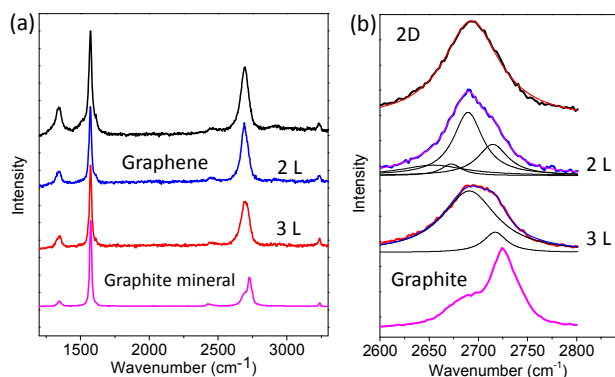 (a)
Graphene
2 L
3 L
Graphite mineral
Intensity
1500 2000 2500 3000
Wavenumber (cm-1)
(b)
2D
2 L
3 L
Graphite
Intensity
2600 2650 2700 2750 2800
Wavenumber (cm-1)